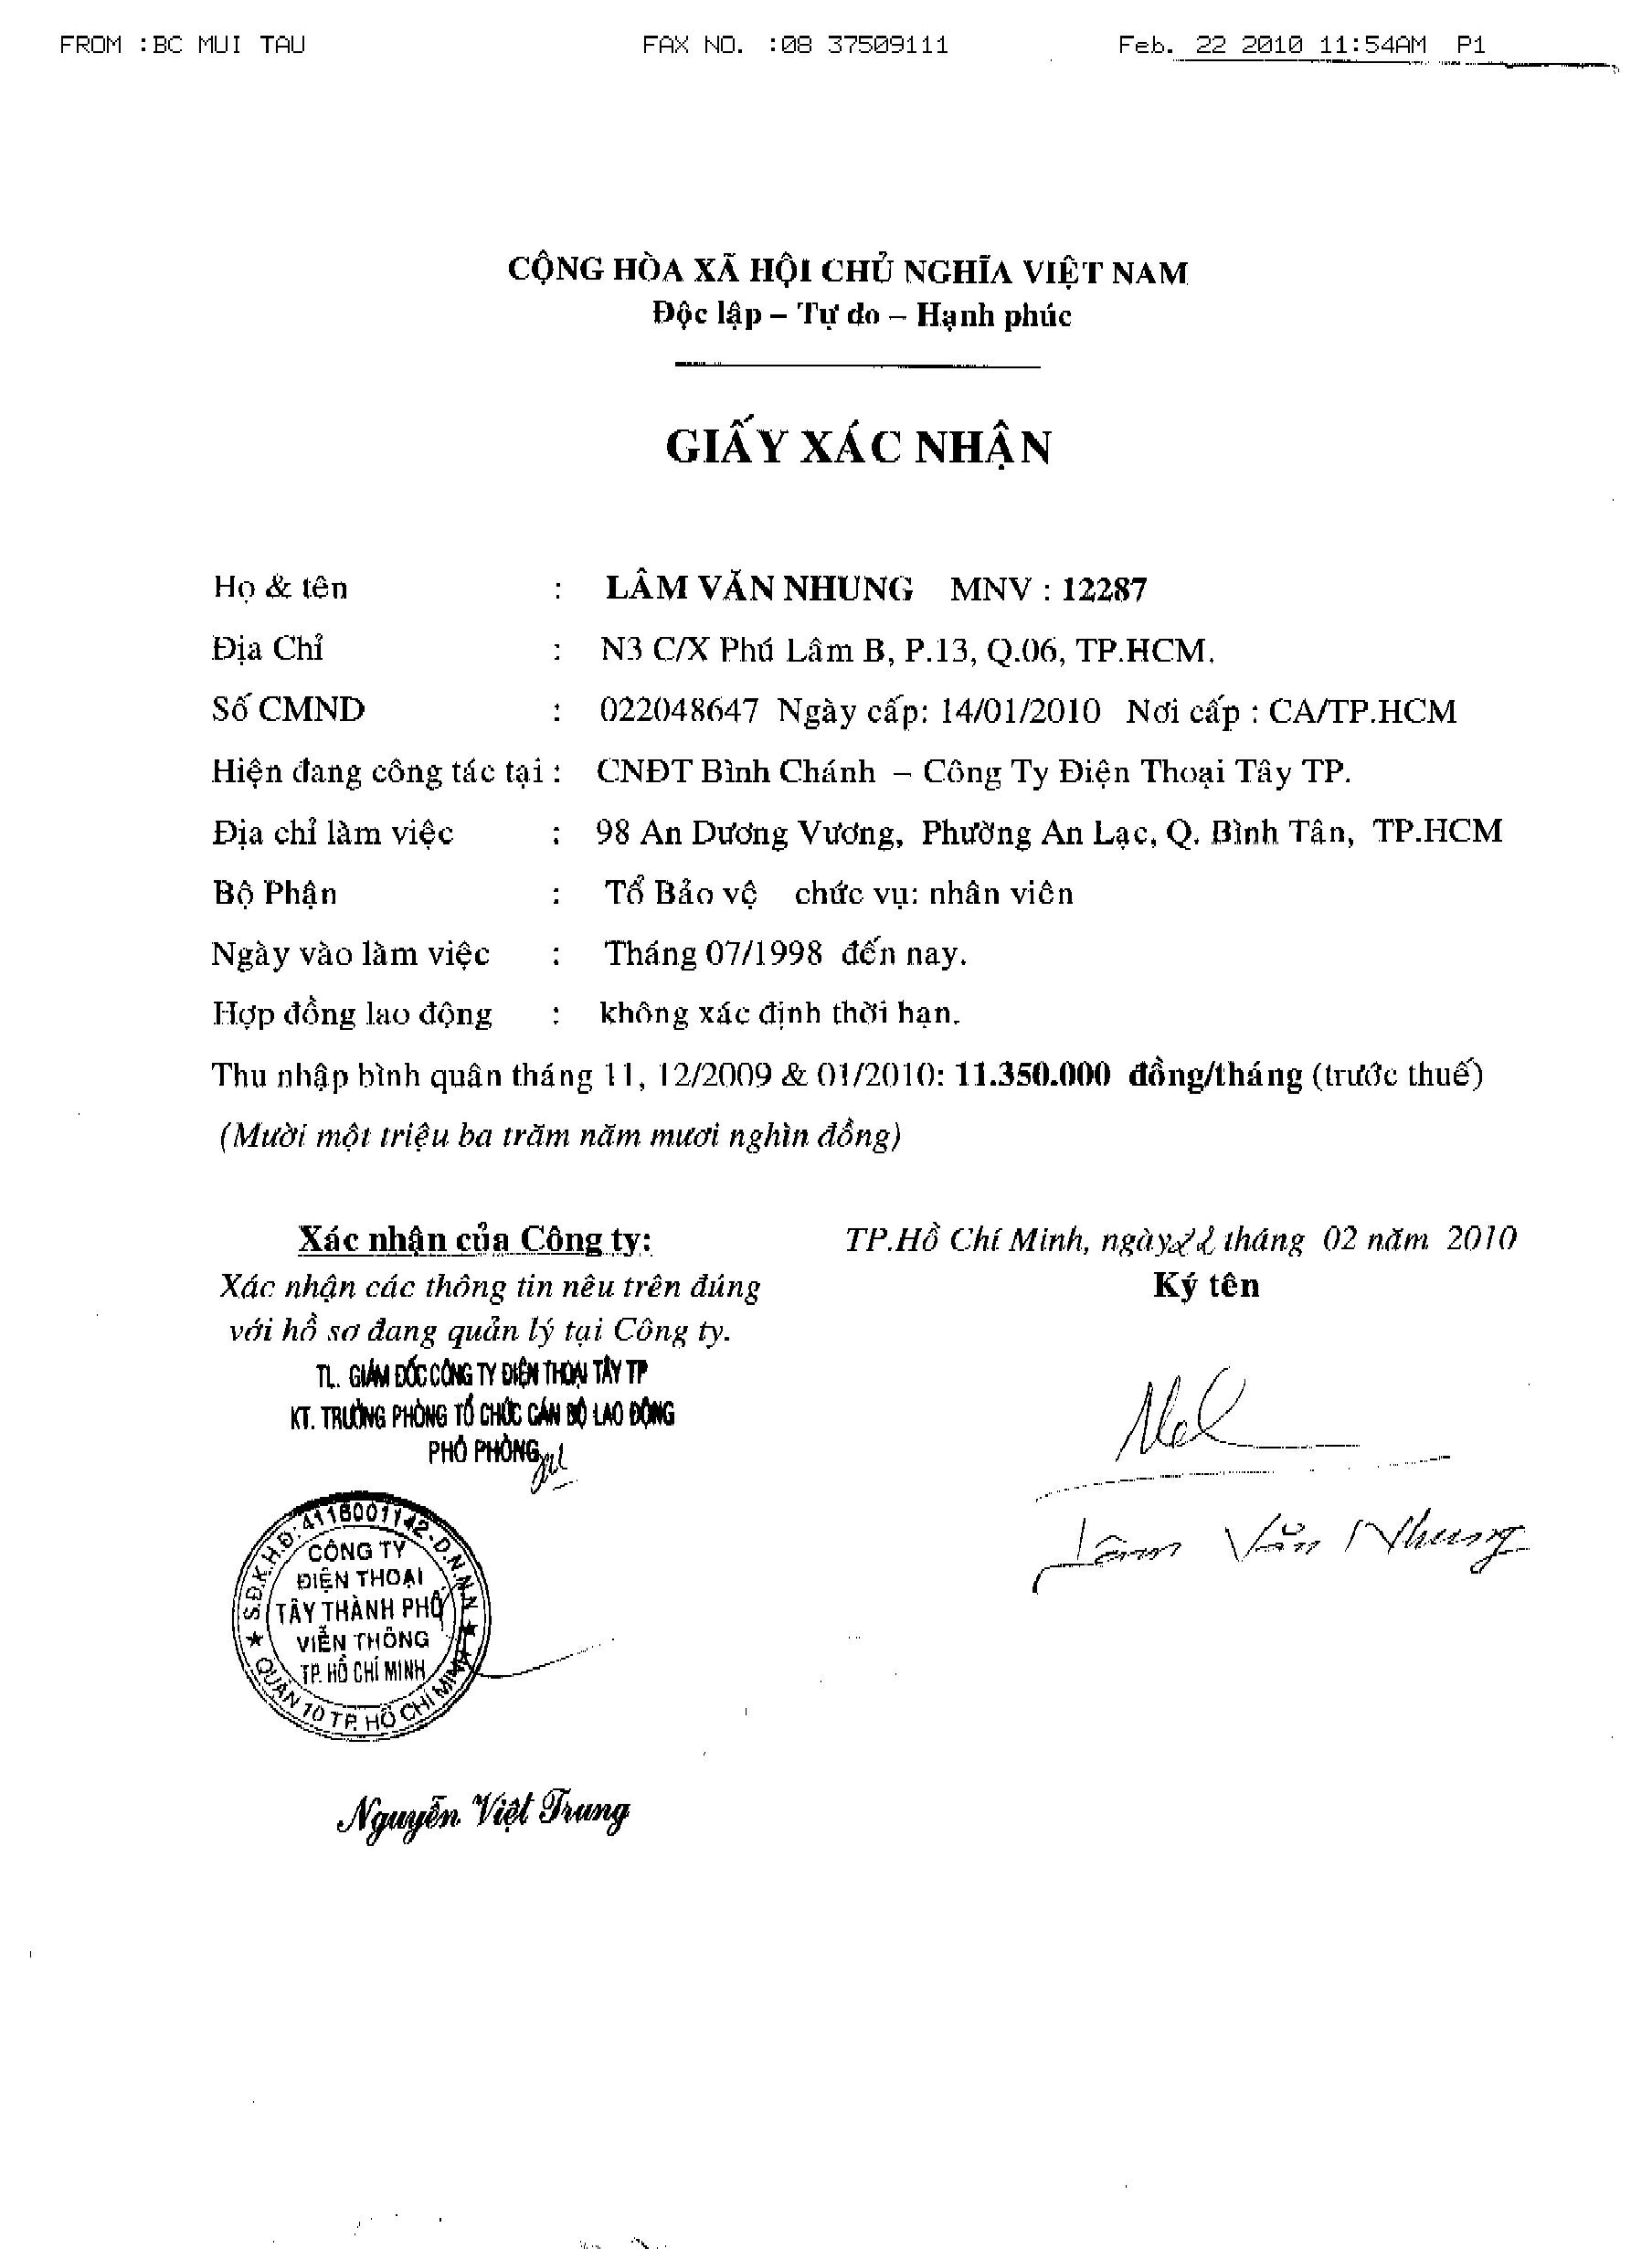 FROM :BC MUI TAU FAX NO. :08 37509111 Feb. 22 2010 11:54AM P1
CỘNG HÒA XÃ HỘI CHỦ NGHĨA VIỆT NAM
Độc lập – Tự do – Hạnh phúc
GIẤY XÁC NHẬN
Họ & tên : LÂM VĂN NHUNG MNV : 12287
Địa Chỉ : N3 C/X Phú Lâm B, P.13, Q.06, TP.HCM.
Số CMND : 022048647 Ngày cấp: 14/01/2010 Nơi cấp : CA/TP.HCM
Hiện đang công tác tại : CNĐT Bình Chánh – Công Ty Điện Thoại Tây TP.
Địa chỉ làm việc : 98 An Dương Vương, Phường An Lạc, Q. Bình Tân, TP.HCM
Bộ Phận : Tổ Bảo vệ chức vụ: nhân viên
Ngày vào làm việc : Tháng 07/1998 đến nay.
Hợp đồng lao động : không xác định thời hạn.
Thu nhập bình quân tháng 11, 12/2009 & 01/2010: 11.350.000 đồng/tháng (trước thuế)
(Mười một triệu ba trăm năm mươi nghìn đồng)
Xác nhận của Công ty:
Xác nhận các thông tin nêu trên đúng
với hồ sơ đang quản lý tại Công ty.
TL. GIÁM ĐỐC CÔNG TY ĐIỆN THOẠI TÂY TP
KT. TRƯỞNG PHÒNG TỔ CHỨC CÁN BỘ LAO ĐỘNG
PHÓ PHÒNG
S.Đ.K.H.Đ: 4116001142-D.N.N.N
CÔNG TY
ĐIỆN THOẠI
TÂY THÀNH PHỐ
VIỄN THÔNG
TP. HỒ CHÍ MINH
QUẬN 10 TP. HỒ CHÍ MINH
Nguyễn Việt Trung
TP.Hồ Chí Minh, ngày 22 tháng 02 năm 2010
Ký tên
Lâm Văn Nhung